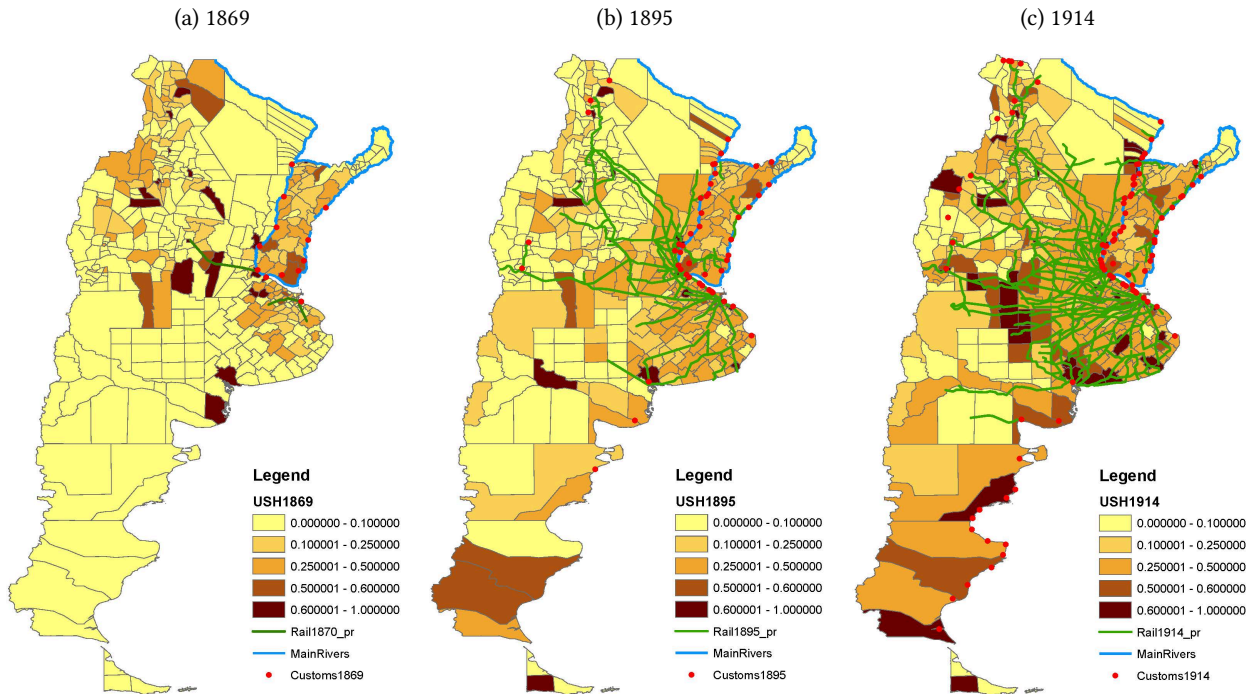 (a) 1869
(b) 1895
(c) 1914
Legend
USH1869
0.000000 - 0.100000
0.100001 - 0.250000
0.250001 - 0.500000
0.500001 - 0.600000
0.600001 - 1.000000
Rail1870_pr
MainRivers
Customs1869
Legend
USH1895
0.000000 - 0.100000
0.100001 - 0.250000
0.250001 - 0.500000
0.500001 - 0.600000
0.600001 - 1.000000
Rail1895_pr
MainRivers
Customs1895
Legend
USH1914
0.000000 - 0.100000
0.100001 - 0.250000
0.250001 - 0.500000
0.500001 - 0.600000
0.600001 - 1.000000
Rail1914_pr
MainRivers
Customs1914